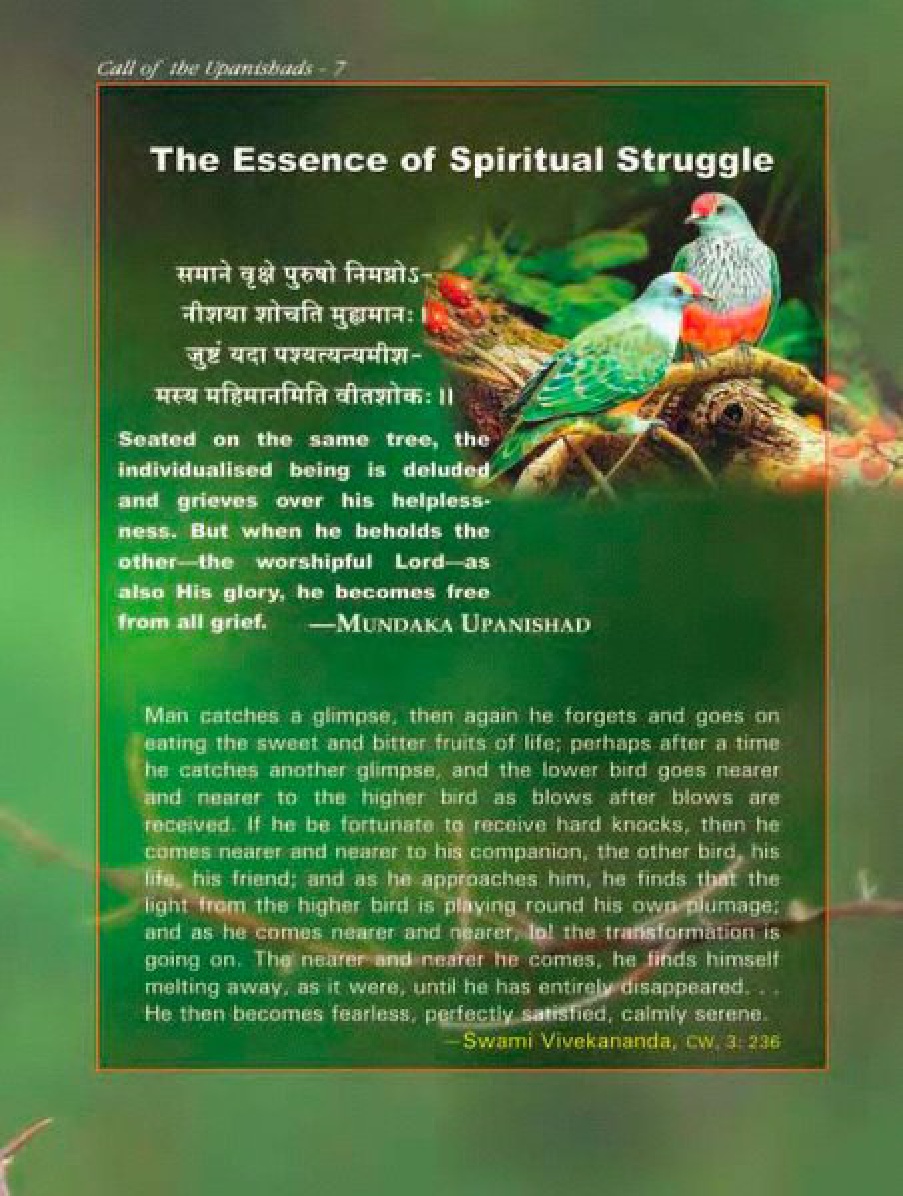 Call of the Upanishads - 7
The Essence of Spiritual Struggle
समाने वृक्षे पुरुषो निमग्नोऽ-
नीशया शोचति मुह्यमानः ।
जुष्टं यदा पश्यत्यन्यमीश-
मस्य महिमानमिति वीतशोकः ॥
Seated on the same tree, the
individualised being is deluded
and grieves over his helpless-
ness. But when he beholds the
other—the worshipful Lord—as
also His glory, he becomes free
from all grief. —MUNDAKA UPANISHAD
Man catches a glimpse, then again he forgets and goes on
eating the sweet and bitter fruits of life; perhaps after a time
he catches another glimpse, and the lower bird goes nearer
and nearer to the higher bird as blows after blows are
received. If he be fortunate to receive hard knocks, then he
comes nearer and nearer to his companion, the other bird, his
life, his friend; and as he approaches him, he finds that the
light from the higher bird is playing round his own plumage;
and as he comes nearer and nearer, lo! the transformation is
going on. The nearer and nearer he comes, he finds himself
melting away, as it were, until he has entirely disappeared. . .
He then becomes fearless, perfectly satisfied, calmly serene.
—Swami Vivekananda, CW, 3: 236